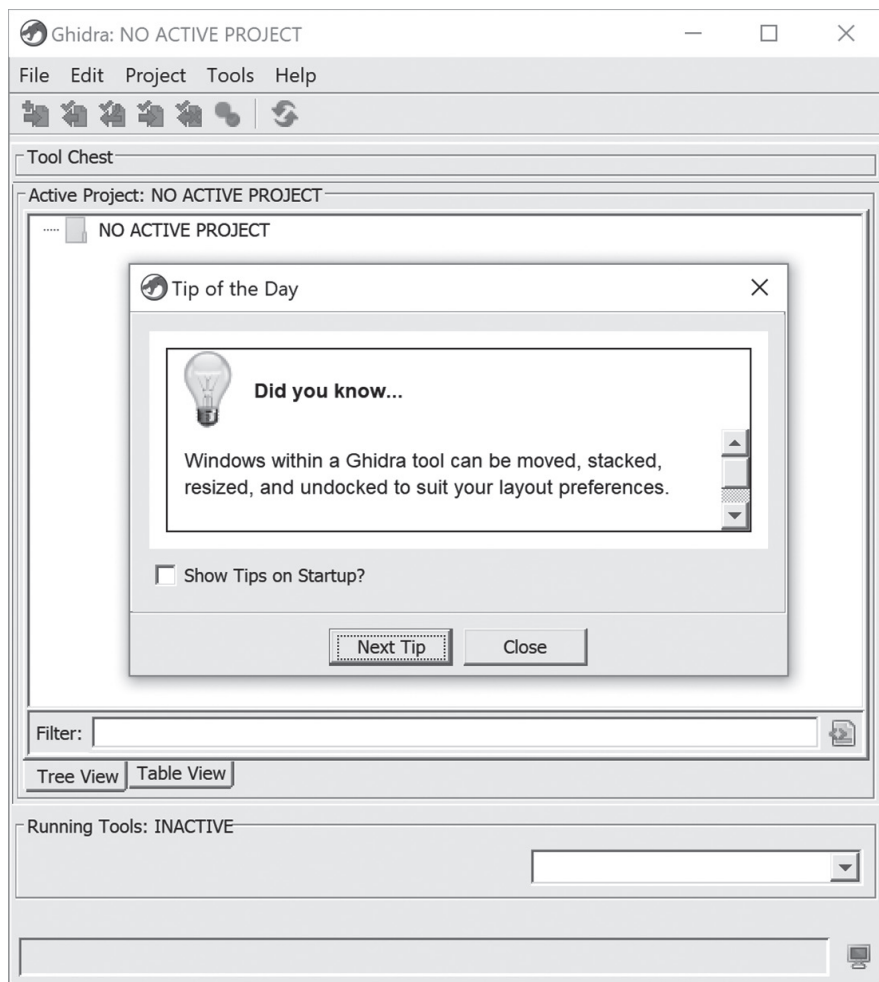 Ghidra: NO ACTIVE PROJECT
File Edit Project Tools Help
Tool Chest
Active Project: NO ACTIVE PROJECT
NO ACTIVE PROJECT
Tip of the Day
Did you know...
Windows within a Ghidra tool can be moved, stacked,
resized, and undocked to suit your layout preferences.
Show Tips on Startup?
Next Tip Close
Filter:
Tree View Table View
Running Tools: INACTIVE